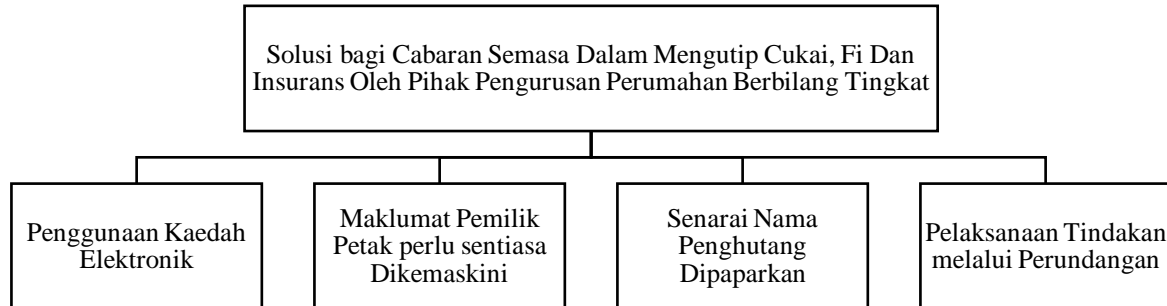 Solusi bagi Cabaran Semasa Dalam Mengutip Cukai, Fi Dan
Insurans Oleh Pihak Pengurusan Perumahan Berbilang Tingkat
Penggunaan Kaedah
Elektronik
Maklumat Pemilik
Petak perlu sentiasa
Dikemaskini
Senarai Nama
Penghutang
Dipaparkan
Pelaksanaan Tindakan
melalui Perundangan